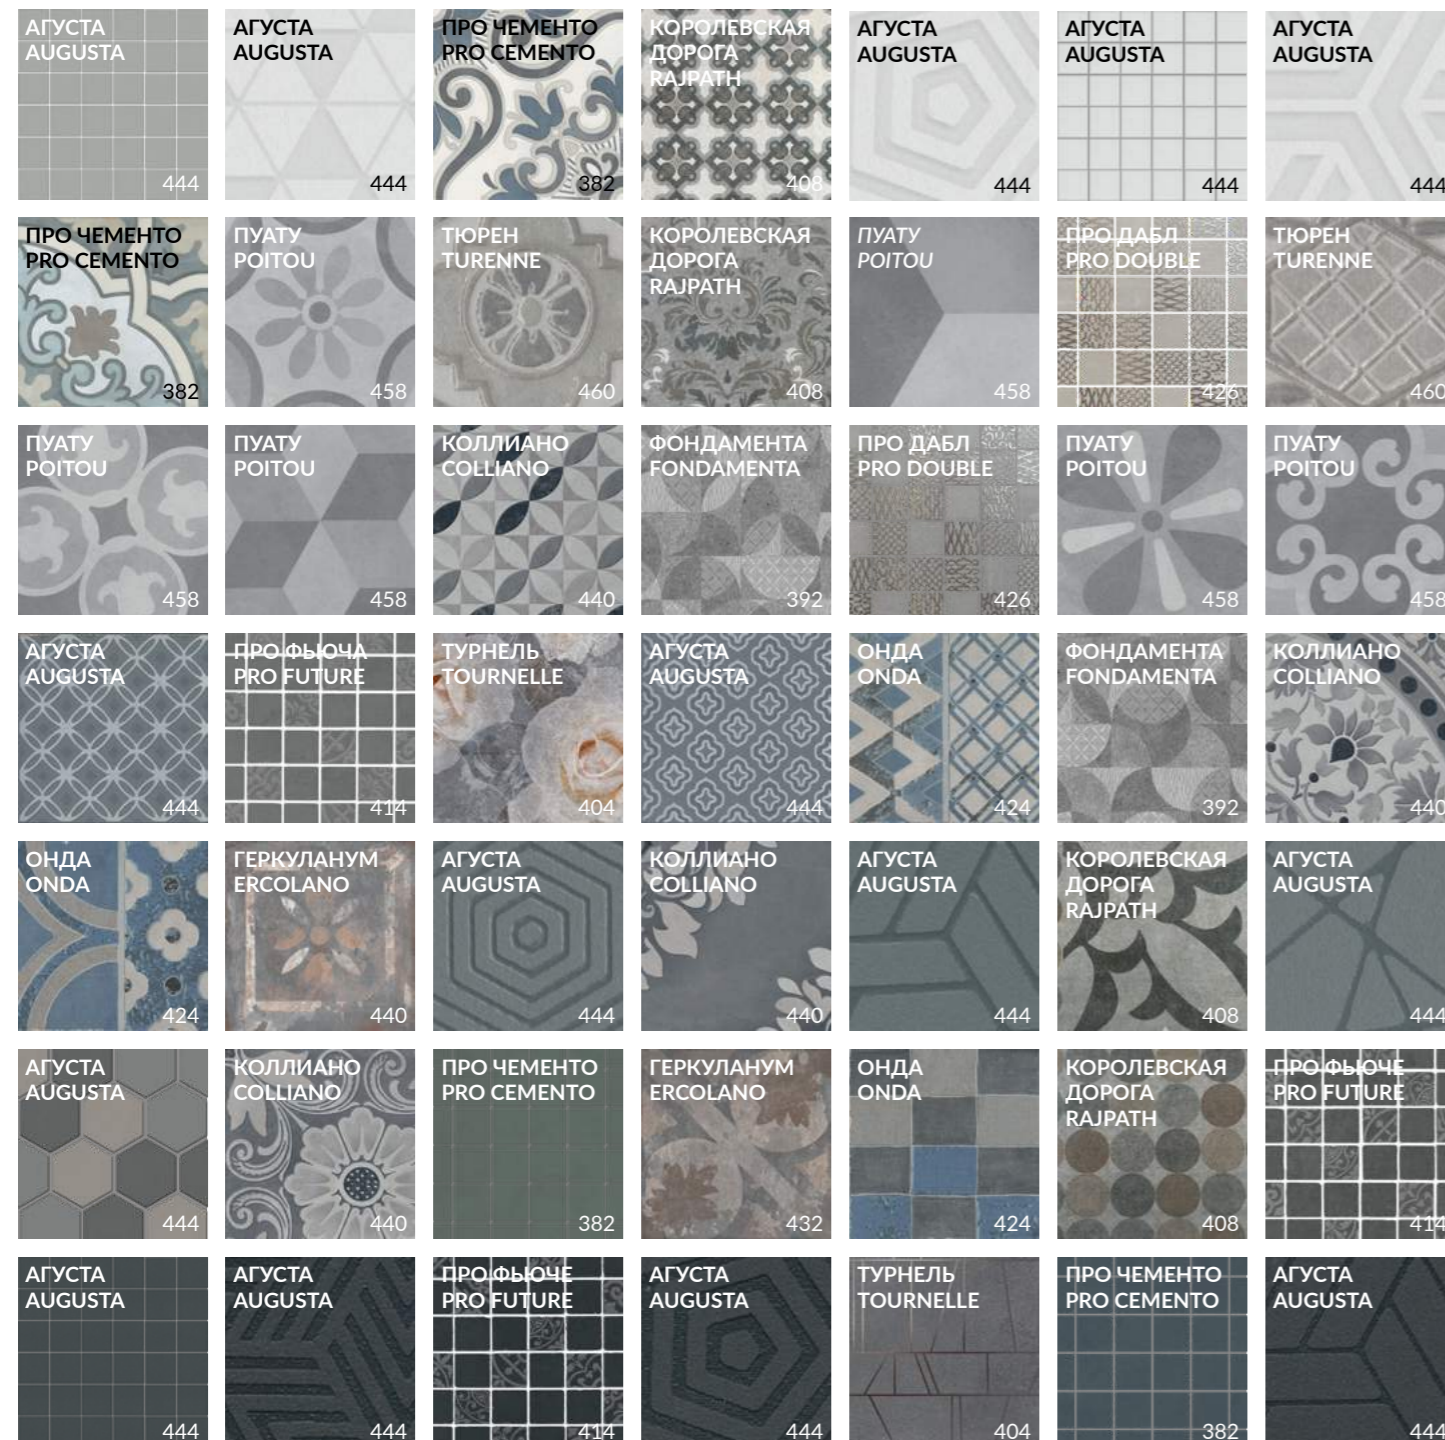 АГУСТА
AUGUSTA
444
АГУСТА
AUGUSTA
444
ПРО ЧЕМЕНТО
PRO CEMENTO
382
КОРОЛЕВСКАЯ
ДОРОГА
RAJPATH
408
АГУСТА
AUGUSTA
444
АГУСТА
AUGUSTA
444
АГУСТА
AUGUSTA
444
ПРО ЧЕМЕНТО
PRO CEMENTO
382
ПУАТУ
POITOU
458
ТЮРЕН
TURENNE
460
КОРОЛЕВСКАЯ
ДОРОГА
RAJPATH
408
ПУАТУ
POITOU
458
ПРО ДАБЛ
PRO DOUBLE
426
ТЮРЕН
TURENNE
460
ПУАТУ
POITOU
458
ПУАТУ
POITOU
458
КОЛЛИАНО
COLLIANO
440
ФОНДАМЕНТА
FONDAMENTA
392
ПРО ДАБЛ
PRO DOUBLE
426
ПУАТУ
POITOU
458
ПУАТУ
POITOU
458
АГУСТА
AUGUSTA
444
ПРО ФЬЮЧА
PRO FUTURE
414
ТУРНЕЛЬ
TOURNELLE
404
АГУСТА
AUGUSTA
444
ОНДА
ONDA
424
ФОНДАМЕНТА
FONDAMENTA
392
КОЛЛИАНО
COLLIANO
440
ОНДА
ONDA
424
ГЕРКУЛАНУМ
ERCOLANO
440
АГУСТА
AUGUSTA
444
КОЛЛИАНО
COLLIANO
440
АГУСТА
AUGUSTA
444
КОРОЛЕВСКАЯ
ДОРОГА
RAJPATH
408
АГУСТА
AUGUSTA
444
АГУСТА
AUGUSTA
444
КОЛЛИАНО
COLLIANO
440
ПРО ЧЕМЕНТО
PRO CEMENTO
382
ГЕРКУЛАНУМ
ERCOLANO
432
ОНДА
ONDA
424
КОРОЛЕВСКАЯ
ДОРОГА
RAJPATH
408
ПРО ФЬЮЧЕ
PRO FUTURE
414
АГУСТА
AUGUSTA
444
АГУСТА
AUGUSTA
444
ПРО ФЬЮЧЕ
PRO FUTURE
414
АГУСТА
AUGUSTA
444
ТУРНЕЛЬ
TOURNELLE
404
ПРО ЧЕМЕНТО
PRO CEMENTO
382
АГУСТА
AUGUSTA
444